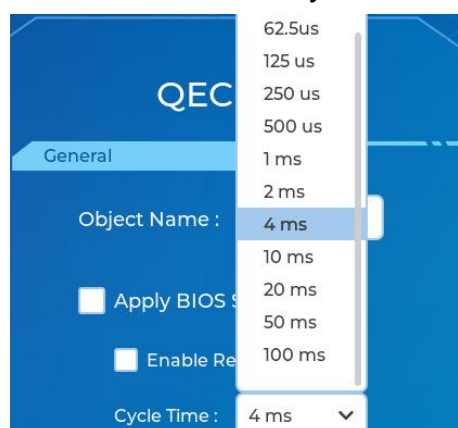 62.5us
125 us
QEC
250 us
500 us
General
1 ms
2 ms
Object Name :
4 ms
10 ms
20 ms
Apply BIOS
50 ms
Enable Re
100 ms
Cycle Time :
4 ms